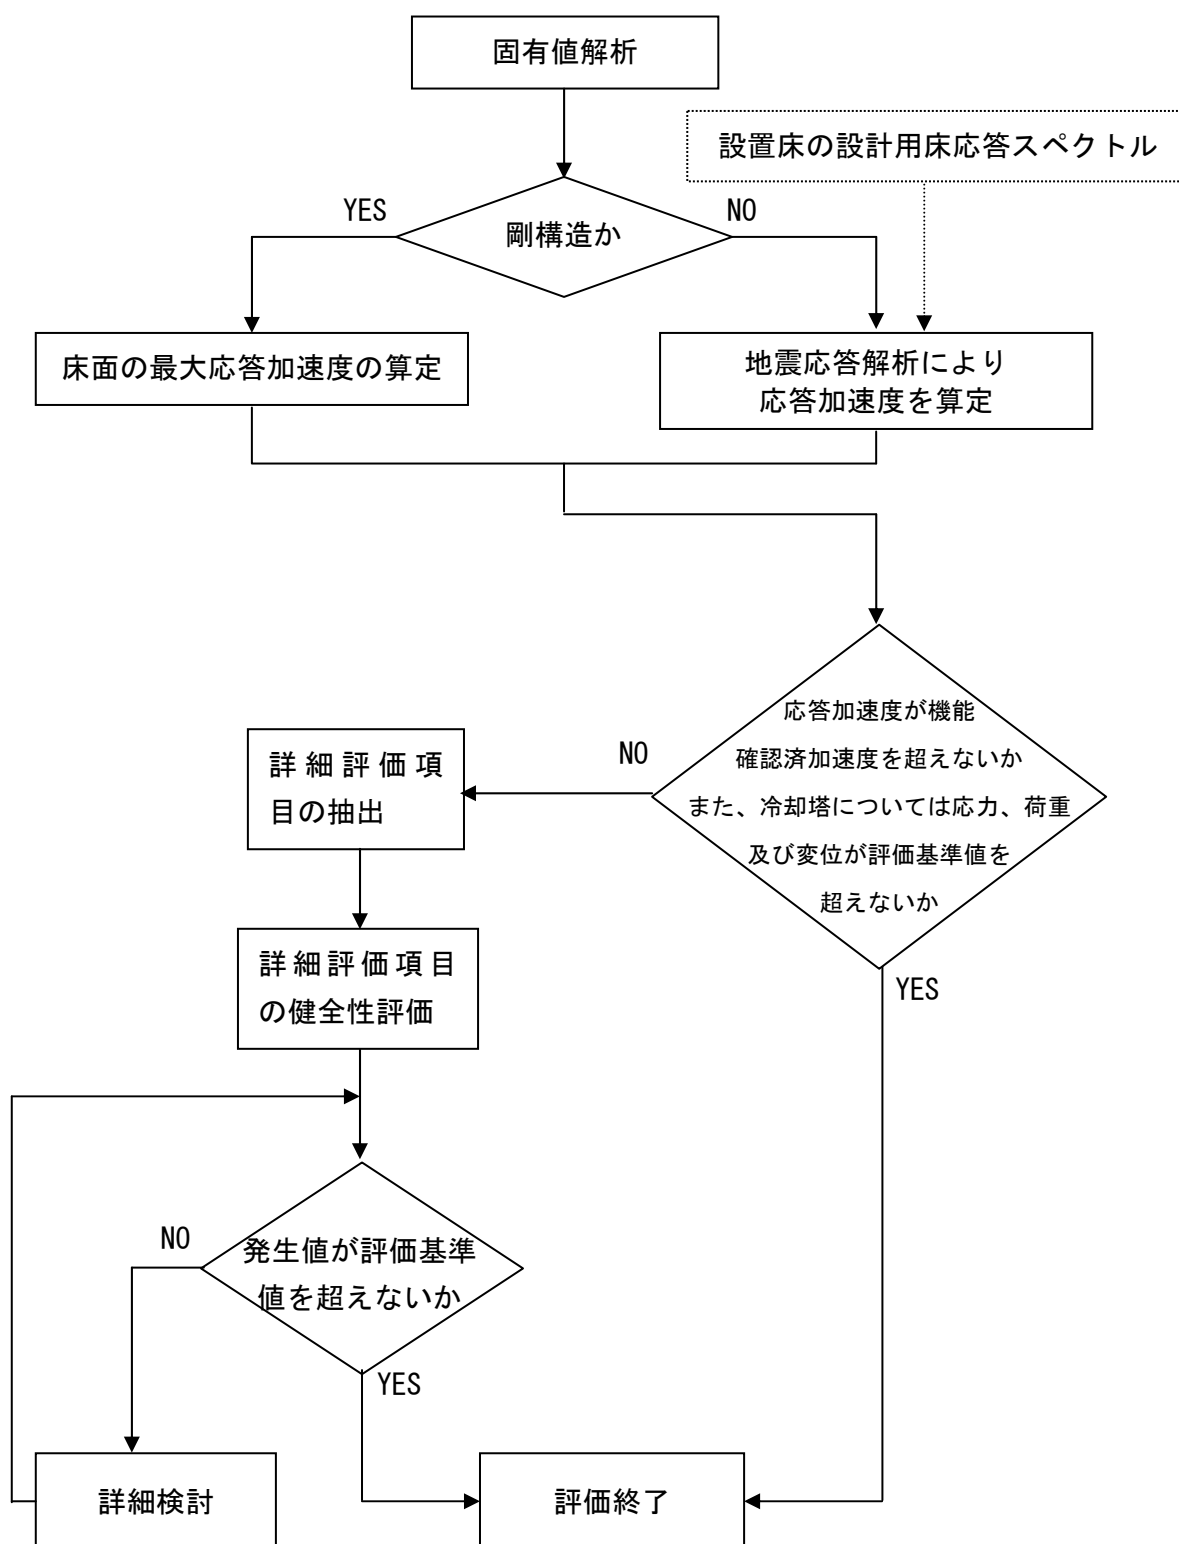 固有値解析
設置床の設計用床応答スペクトル
YES
NO
剛構造か
床面の最大応答加速度の算定
地震応答解析により
応答加速度を算定
応答加速度が機能
確認済加速度を超えないか
また、冷却塔については応力、荷重
及び変位が評価基準値を
超えないか
NO
詳細評価項
目の抽出
詳細評価項目
の健全性評価
YES
NO
発生値が評価基準
値を超えないか
YES
詳細検討
評価終了